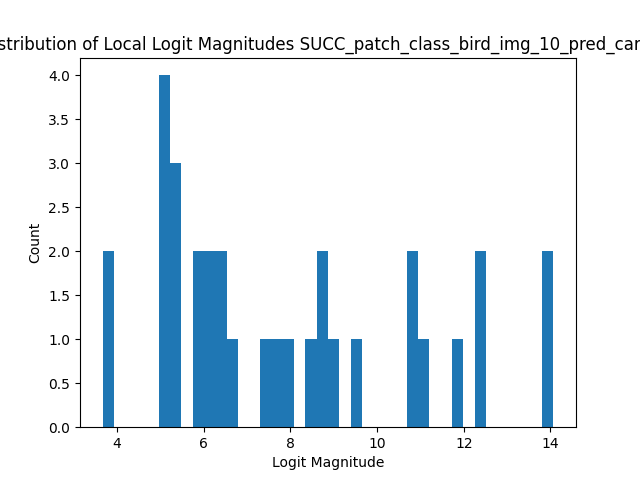 stribution of Local Logit Magnitudes SUCC_patch_class_bird_img_10_pred_car
4.0
3.5
3.0
2.5
2.0
1.5
1.0
0.5
0.0
Count
4 6 8 10 12 14
Logit Magnitude